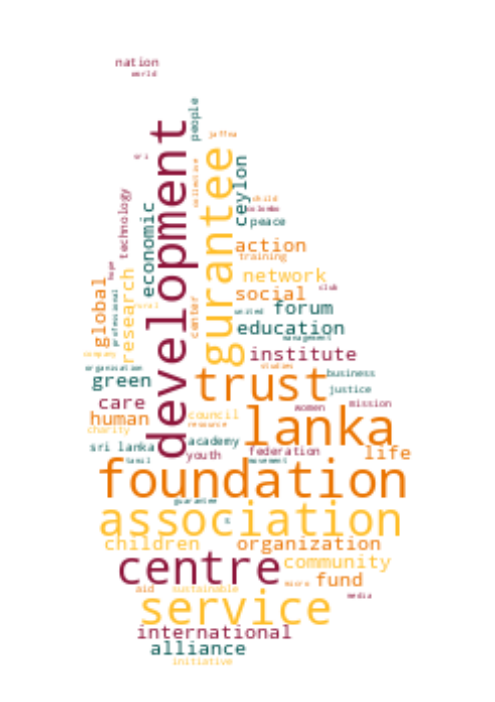 nation
world
people
jaffna
development
gurantee
sri
collective
ceylon
child
colombo
peace
technology
economic
action
training
hope
network
club
global
professional
research
rural
center
social
united
forum
education
management
company
institute
organisation
studies
green
trust
business
justice
care
women
mission
human
council
resource
lanka
charity
sri lanka
academy
tamil
youth
federation
movement
life
foundation
guarantee
association
s
children
organization
centre
community
aid
sustainable
micro
fund
media
service
international
alliance
initiative